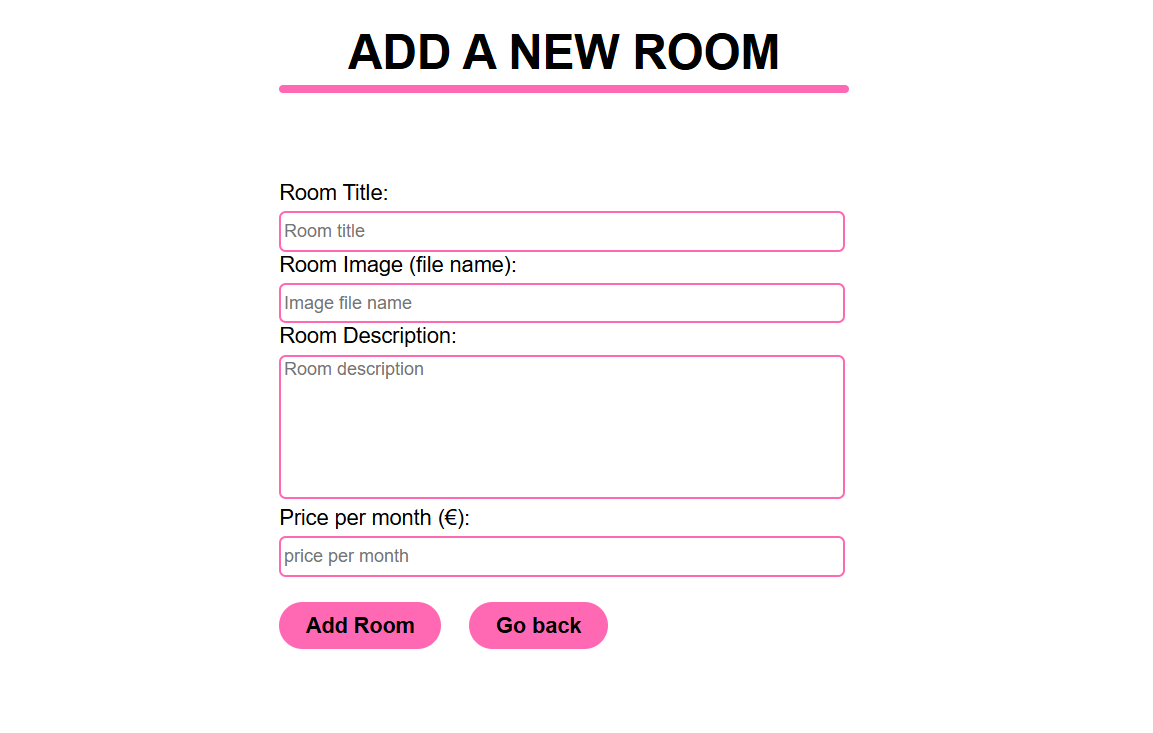 ADD A NEW ROOM
Room Title:
Room title
Room Image (file name):
Image file name
Room Description:
Room description
Price per month (€):
price per month
Add Room Go back